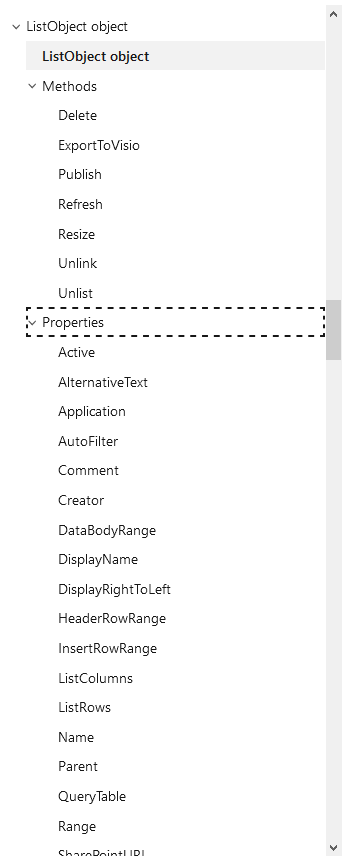 ListObject object
ListObject object
Methods
Delete
ExportToVisio
Publish
Refresh
Resize
Unlink
Unlist
Properties
Active
AlternativeText
Application
AutoFilter
Comment
Creator
DataBodyRange
DisplayName
DisplayRightToLeft
HeaderRowRange
InsertRowRange
ListColumns
ListRows
Name
Parent
QueryTable
Range
SharePointURL